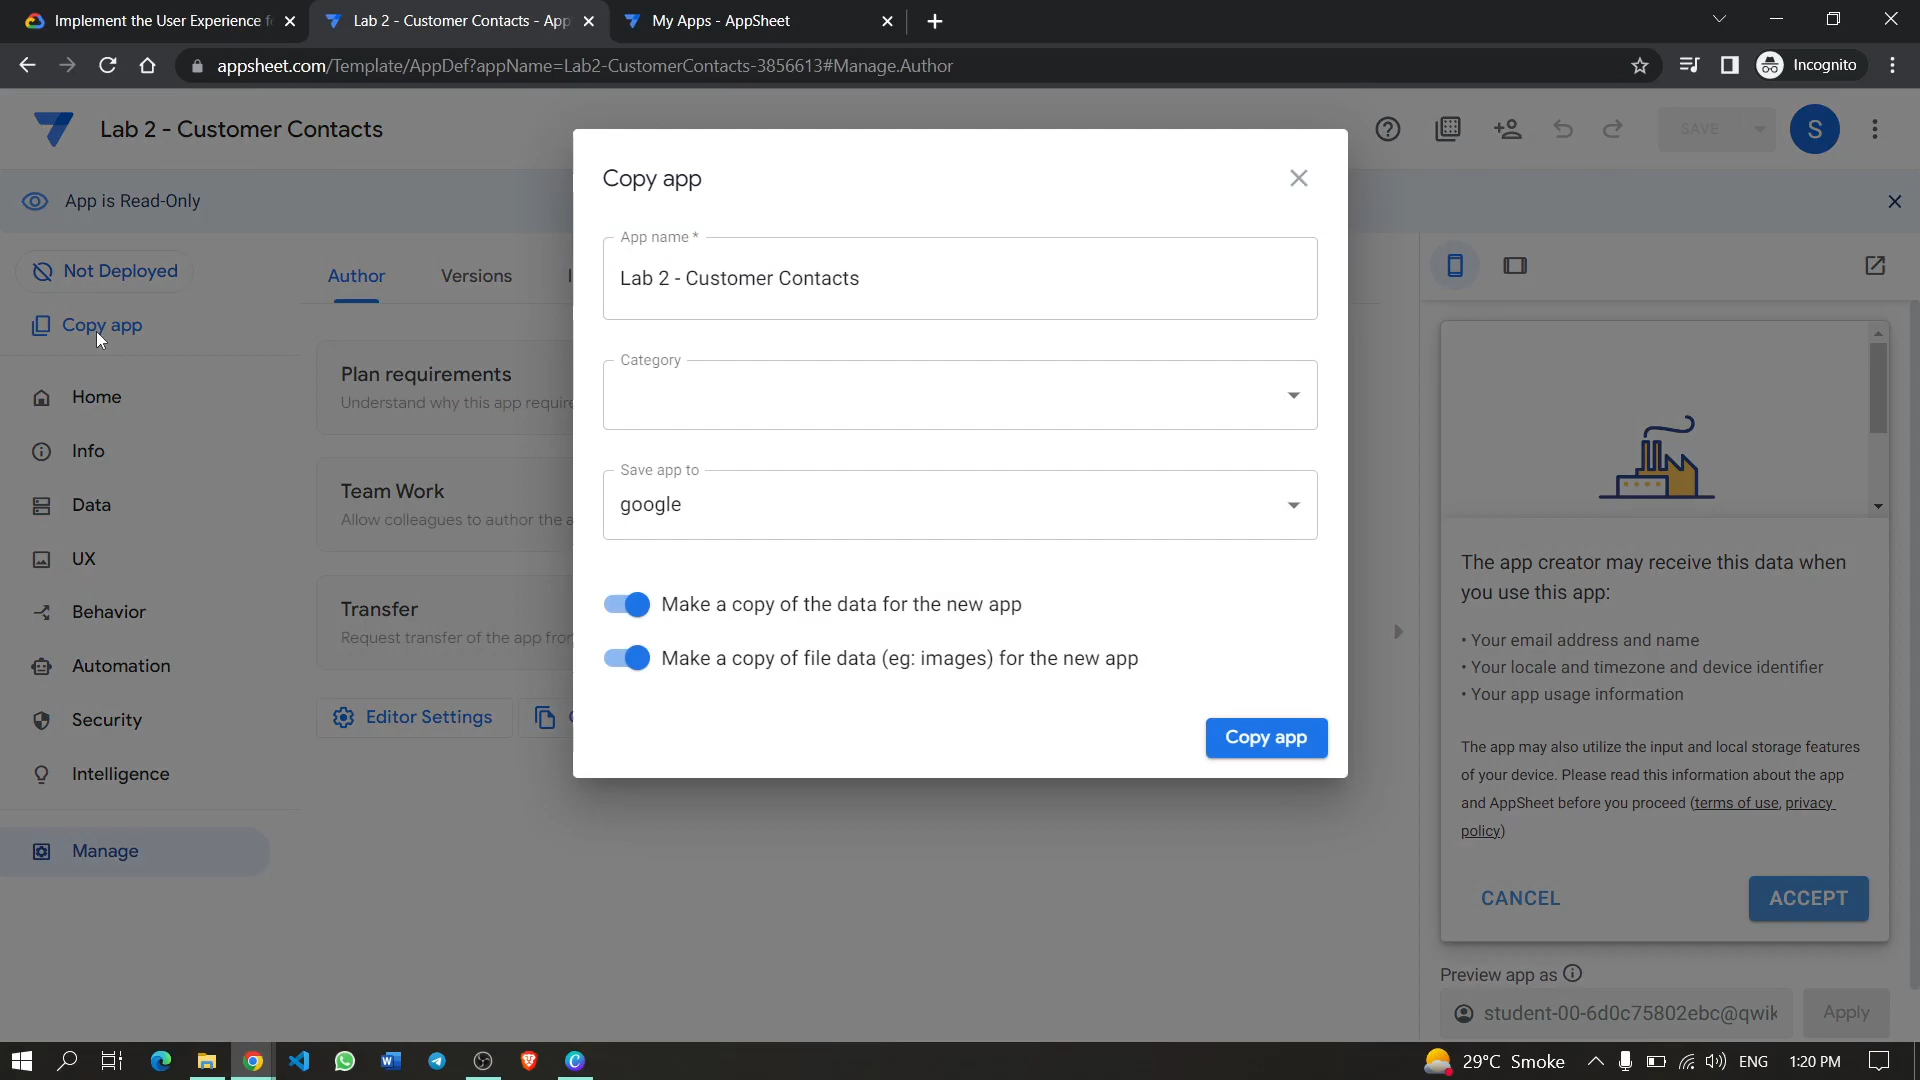 Implement the User Experience f
Lab 2 - Customer Contacts - App
My Apps - AppSheet
appsheet.com/Template/AppDef?appName=Lab2-CustomerContacts-3856613#Manage.Author
Incognito
Lab 2 - Customer Contacts
SAVE
S
App is Read-Only
Not Deployed
Copy app
Home
Info
Data
UX
Behavior
Automation
Security
Intelligence
Manage
Author
Versions
Plan requirements
Understand why this app require
Team Work
Allow colleagues to author the a
Transfer
Request transfer of the app from
Editor Settings
Copy app
App name *
Lab 2 - Customer Contacts
Category
Save app to
google
Make a copy of the data for the new app
Make a copy of file data (eg: images) for the new app
Copy app
The app creator may receive this data when
you use this app:
• Your email address and name
• Your locale and timezone and device identifier
• Your app usage information
The app may also utilize the input and local storage features
of your device. Please read this information about the app
and AppSheet before you proceed (terms of use, privacy
policy)
CANCEL
ACCEPT
Preview app as
student-00-6d0c75802ebc@qwik
Apply
29°C Smoke
ENG
1:20 PM